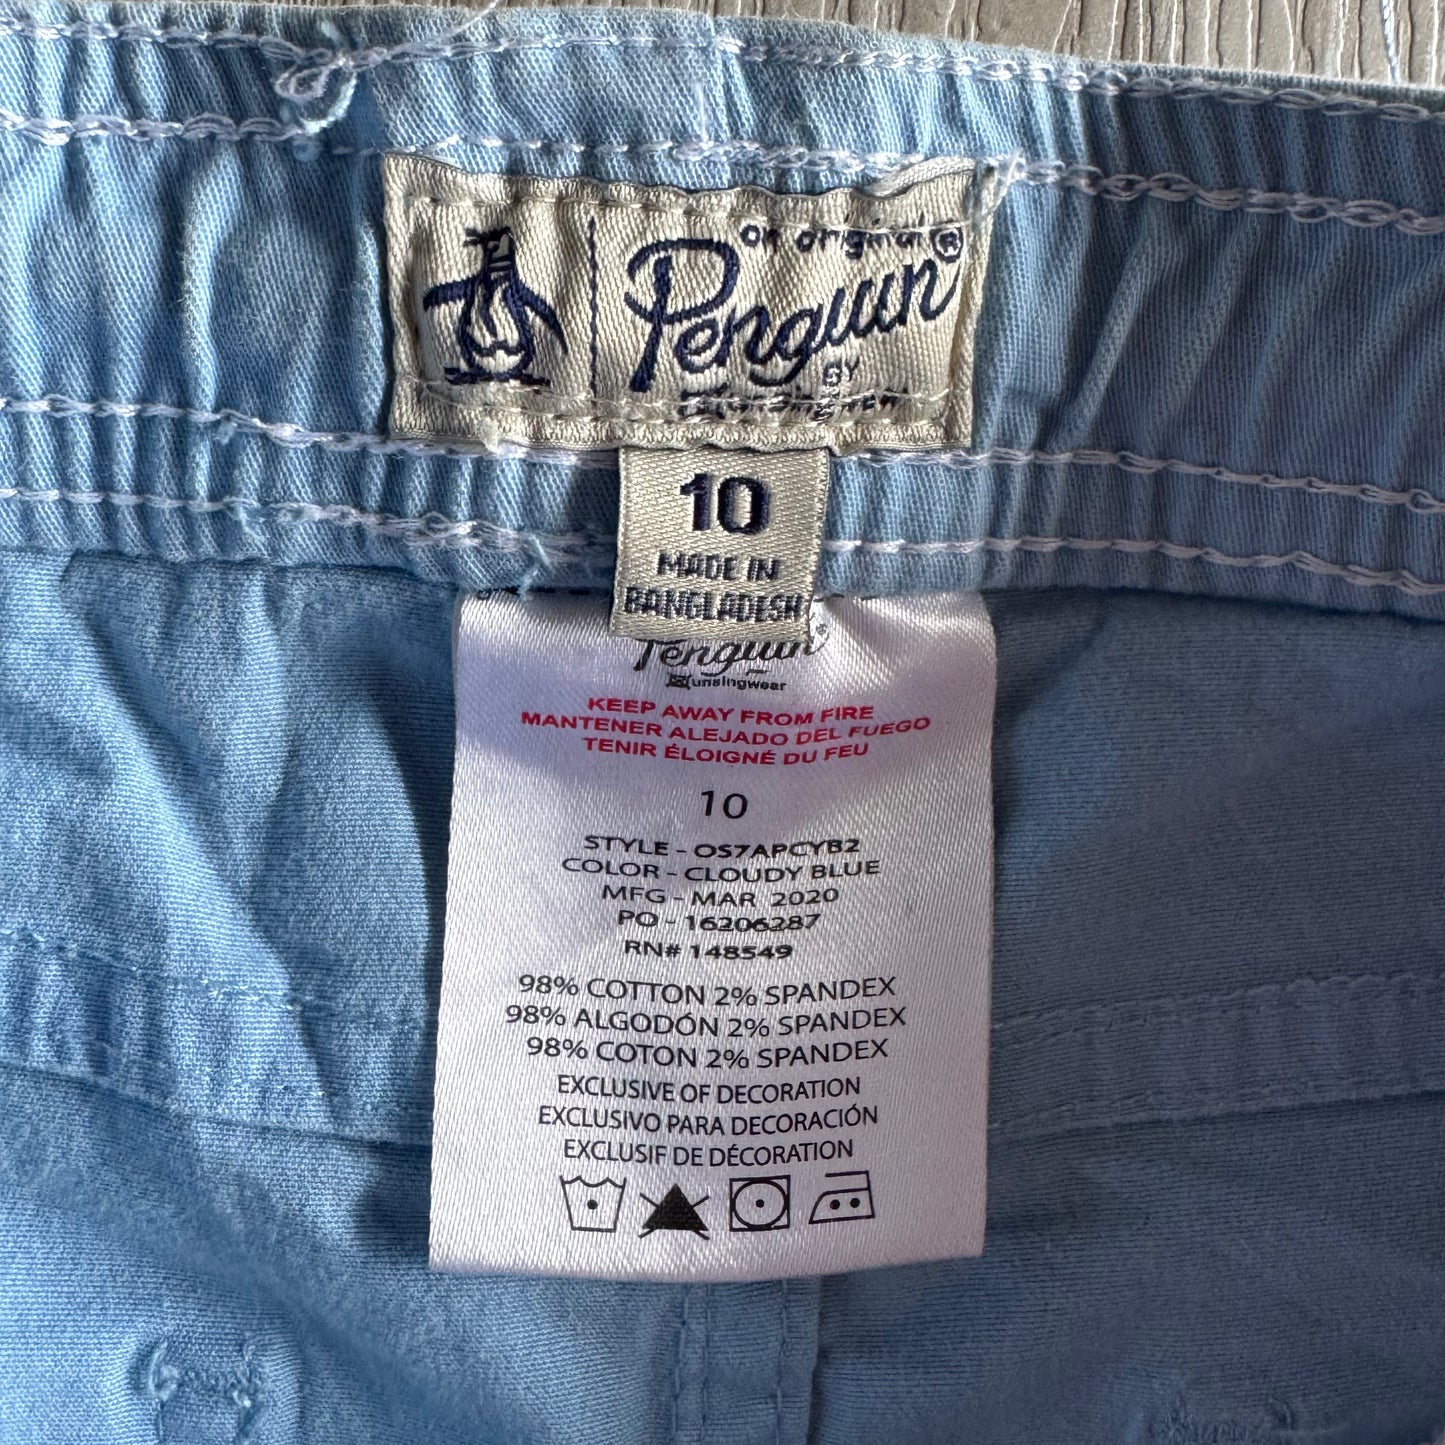 an original
Penguin®
BY
MUNSINGWEAR
10
MADE IN
BANGLADESH
Penguin®
munsingwear
KEEP AWAY FROM FIRE
MANTENER ALEJADO DEL FUEGO
TENIR ÉLOIGNÉ DU FEU
10
STYLE - OS7APCYB2
COLOR - CLOUDY BLUE
MFG - MAR 2020
PO - 16206287
RN# 148549
98% COTTON 2% SPANDEX
98% ALGODÓN 2% SPANDEX
98% COTON 2% SPANDEX
EXCLUSIVE OF DECORATION
EXCLUSIVO PARA DECORACIÓN
EXCLUSIF DE DÉCORATION